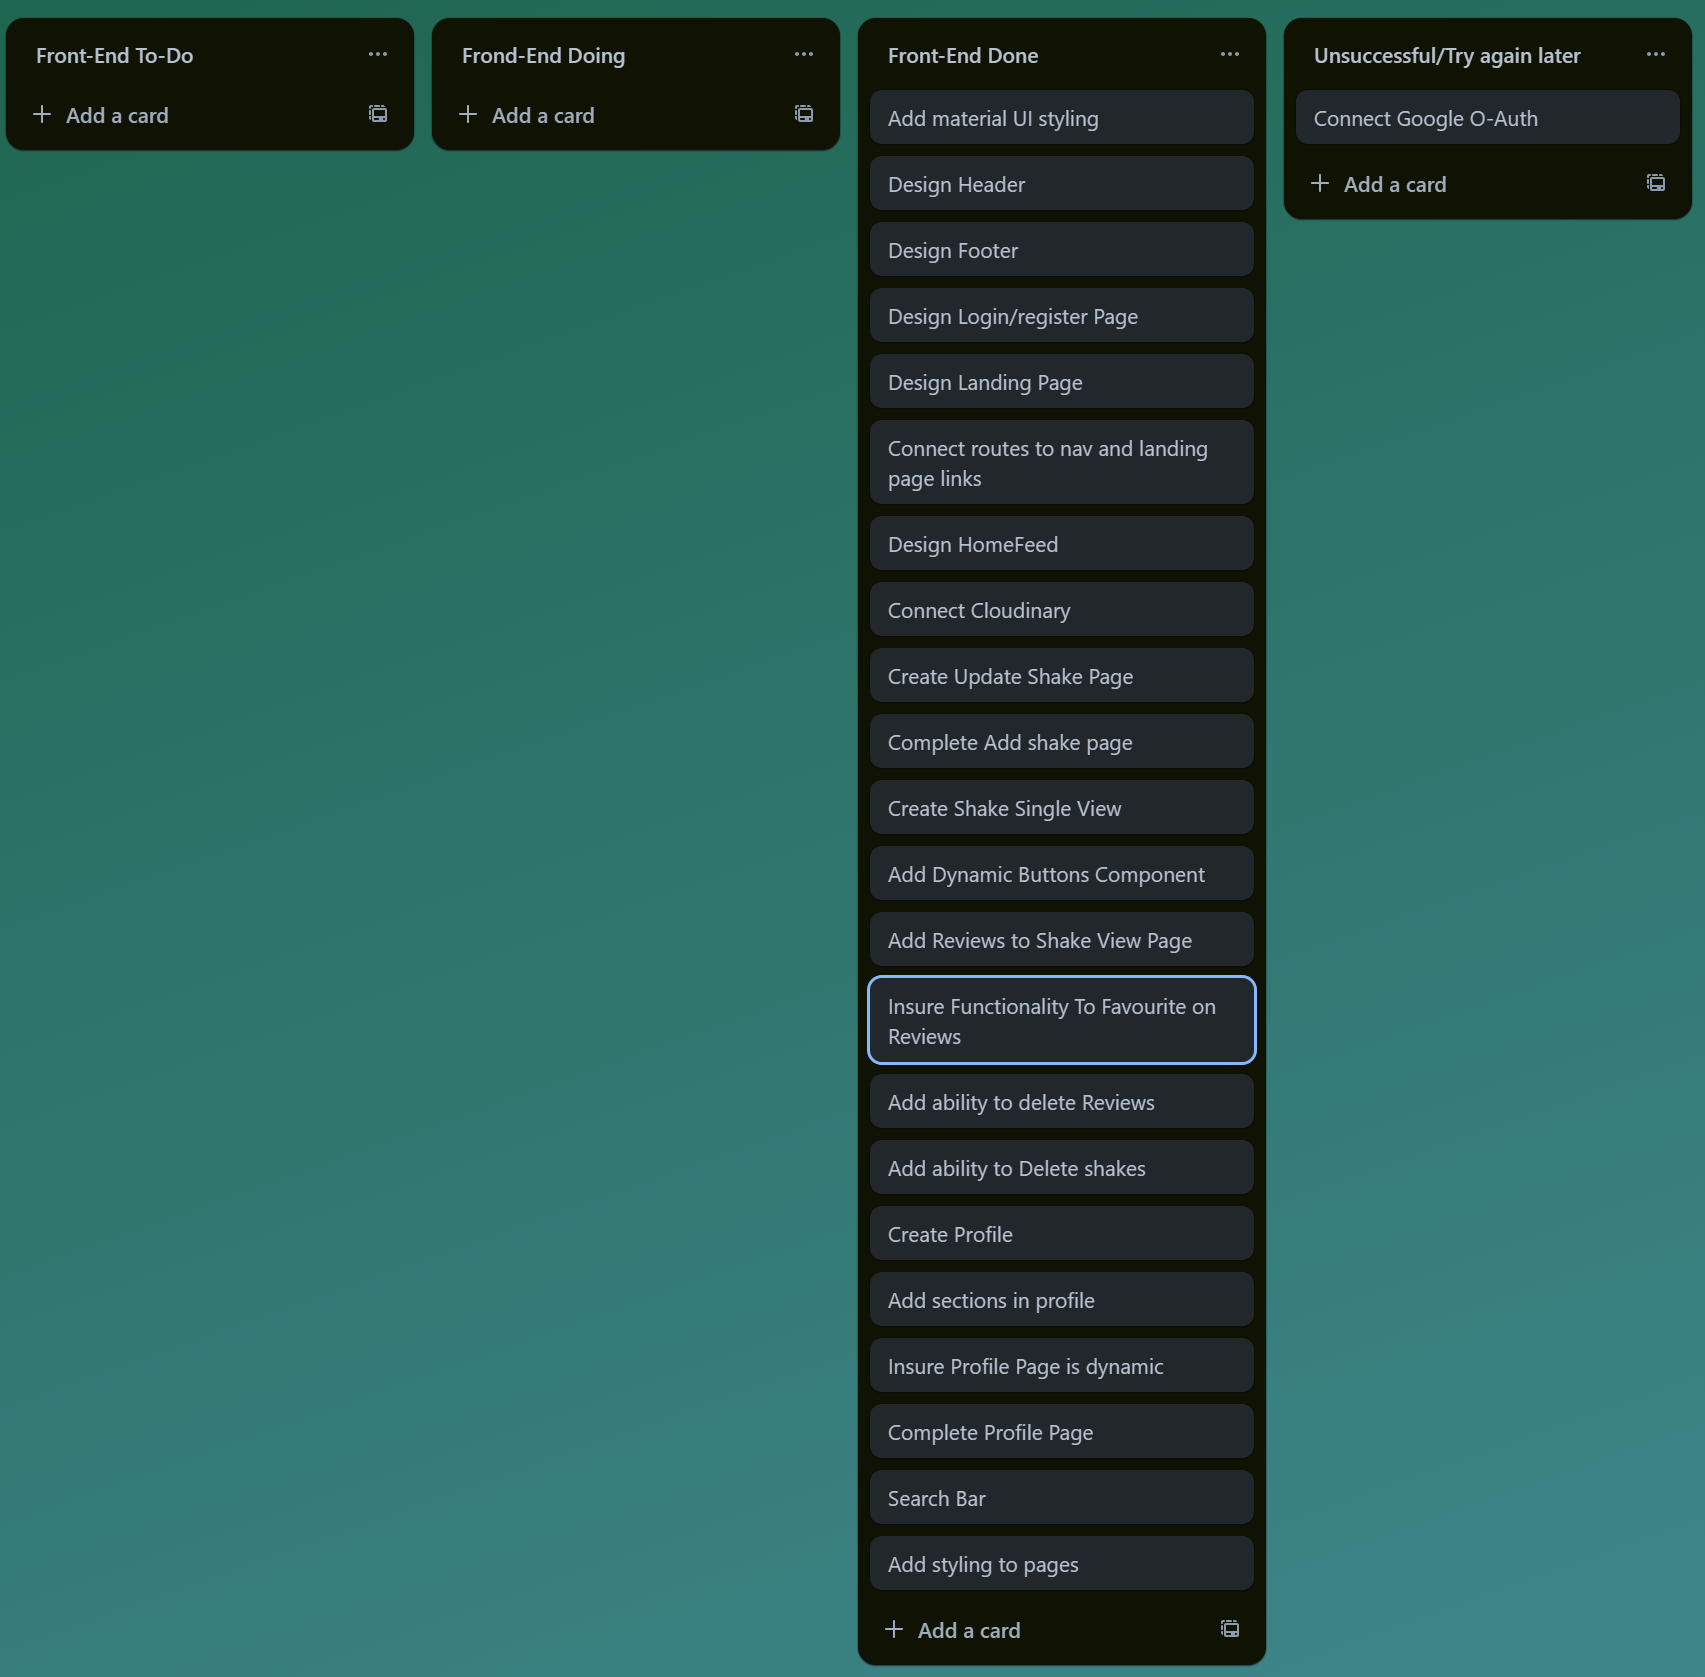 Front-End To-Do
Add a card
Frond-End Doing
Add a card
Front-End Done
Add material UI styling
Design Header
Design Footer
Design Login/register Page
Design Landing Page
Connect routes to nav and landing
page links
Design HomeFeed
Connect Cloudinary
Create Update Shake Page
Complete Add shake page
Create Shake Single View
Add Dynamic Buttons Component
Add Reviews to Shake View Page
Insure Functionality To Favourite on
Reviews
Add ability to delete Reviews
Add ability to Delete shakes
Create Profile
Add sections in profile
Insure Profile Page is dynamic
Complete Profile Page
Search Bar
Add styling to pages
Add a card
Unsuccessful/Try again later
Connect Google O-Auth
Add a card